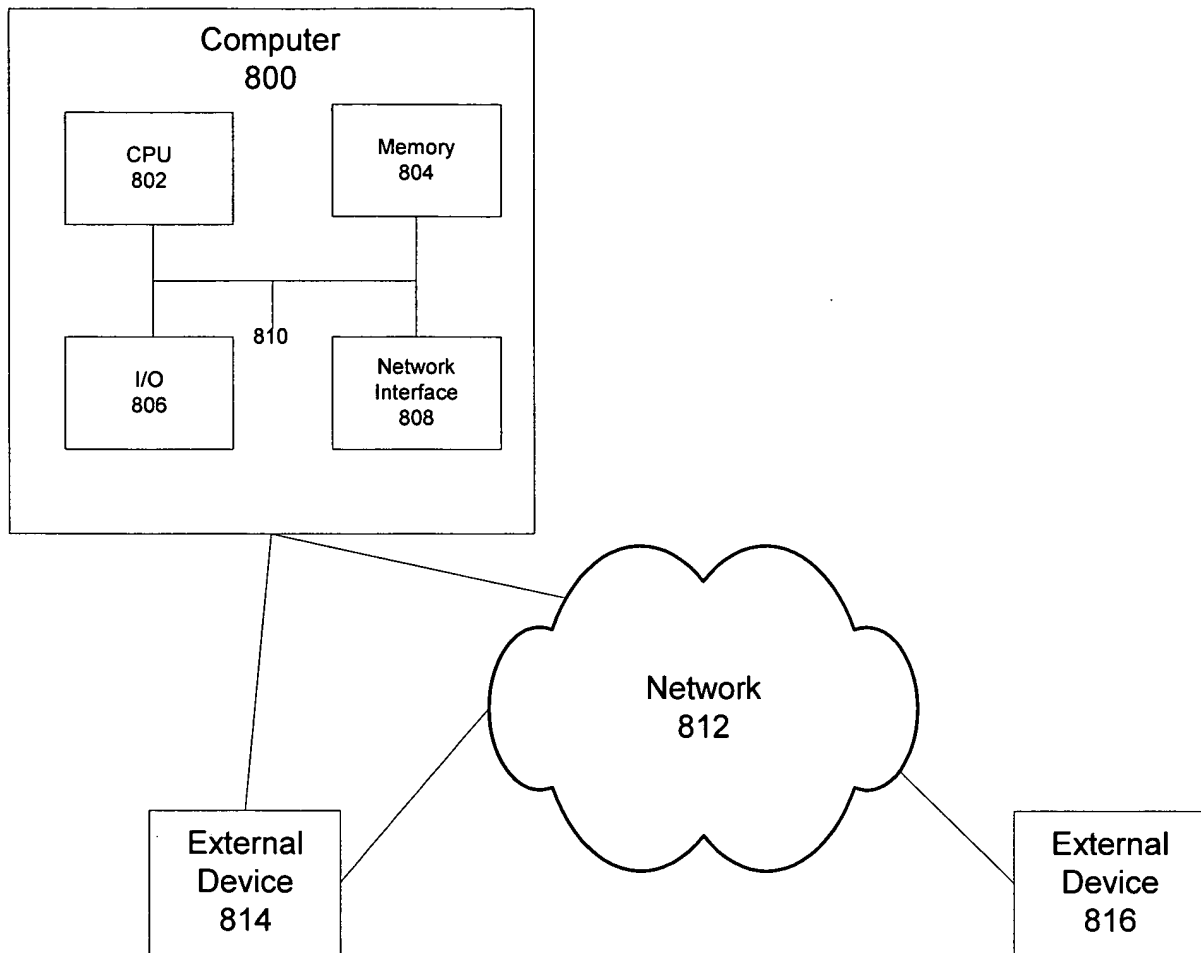 Computer
800
CPU
802
Memory
804
810
I/O
806
Network
Interface
808
Network
812
External
Device
814
External
Device
816